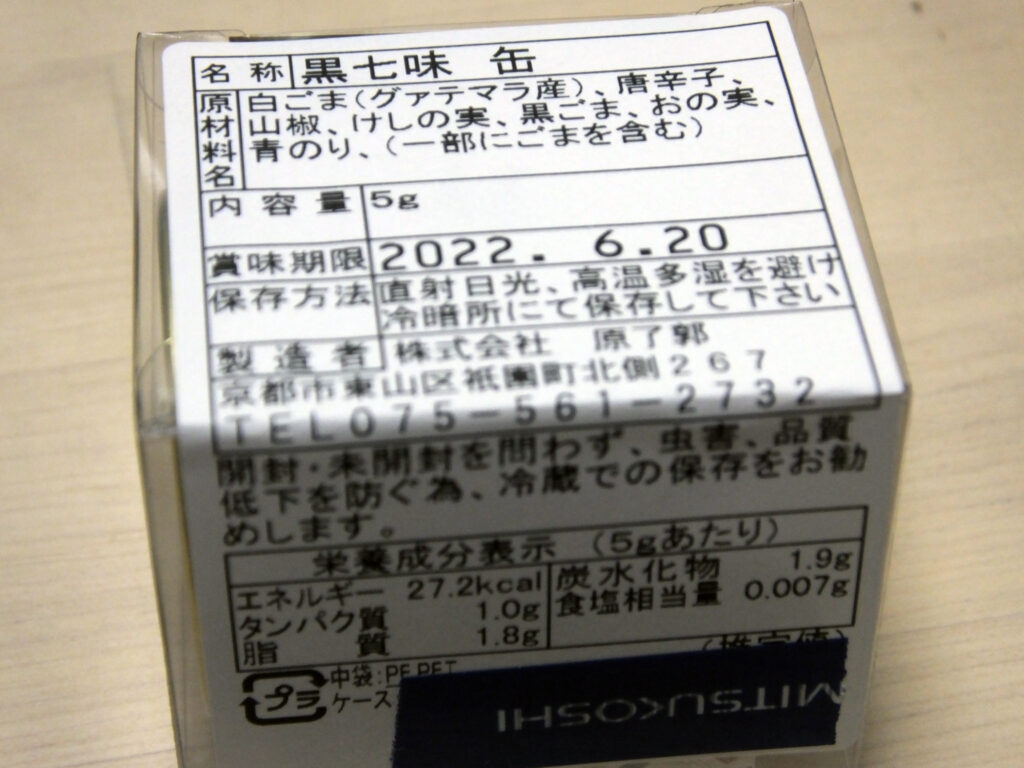 名称 黒七味 缶
原材料名 白ごま(グァテマラ産)、唐辛子、
山椒、けしの実、黒ごま、おの実、
青のり、(一部にごまを含む)
内容量 5g
賞味期限 2022. 6.20
保存方法 直射日光、高温多湿を避け
冷暗所にて保存して下さい
製造者 株式会社 原了郭
京都市東山区祇園町北側267
TEL075-561-2732
開封・未開封を問わず、虫害、品質
低下を防ぐ為、冷蔵での保存をお勧
めします。
栄養成分表示 (5gあたり)
エネルギー 27.2kcal 炭水化物 1.9g
タンパク質 1.0g 食塩相当量 0.007g
脂質 1.8g
(推定値)
プラ 中袋:PE,PET
ケース
MITSUKOSHI